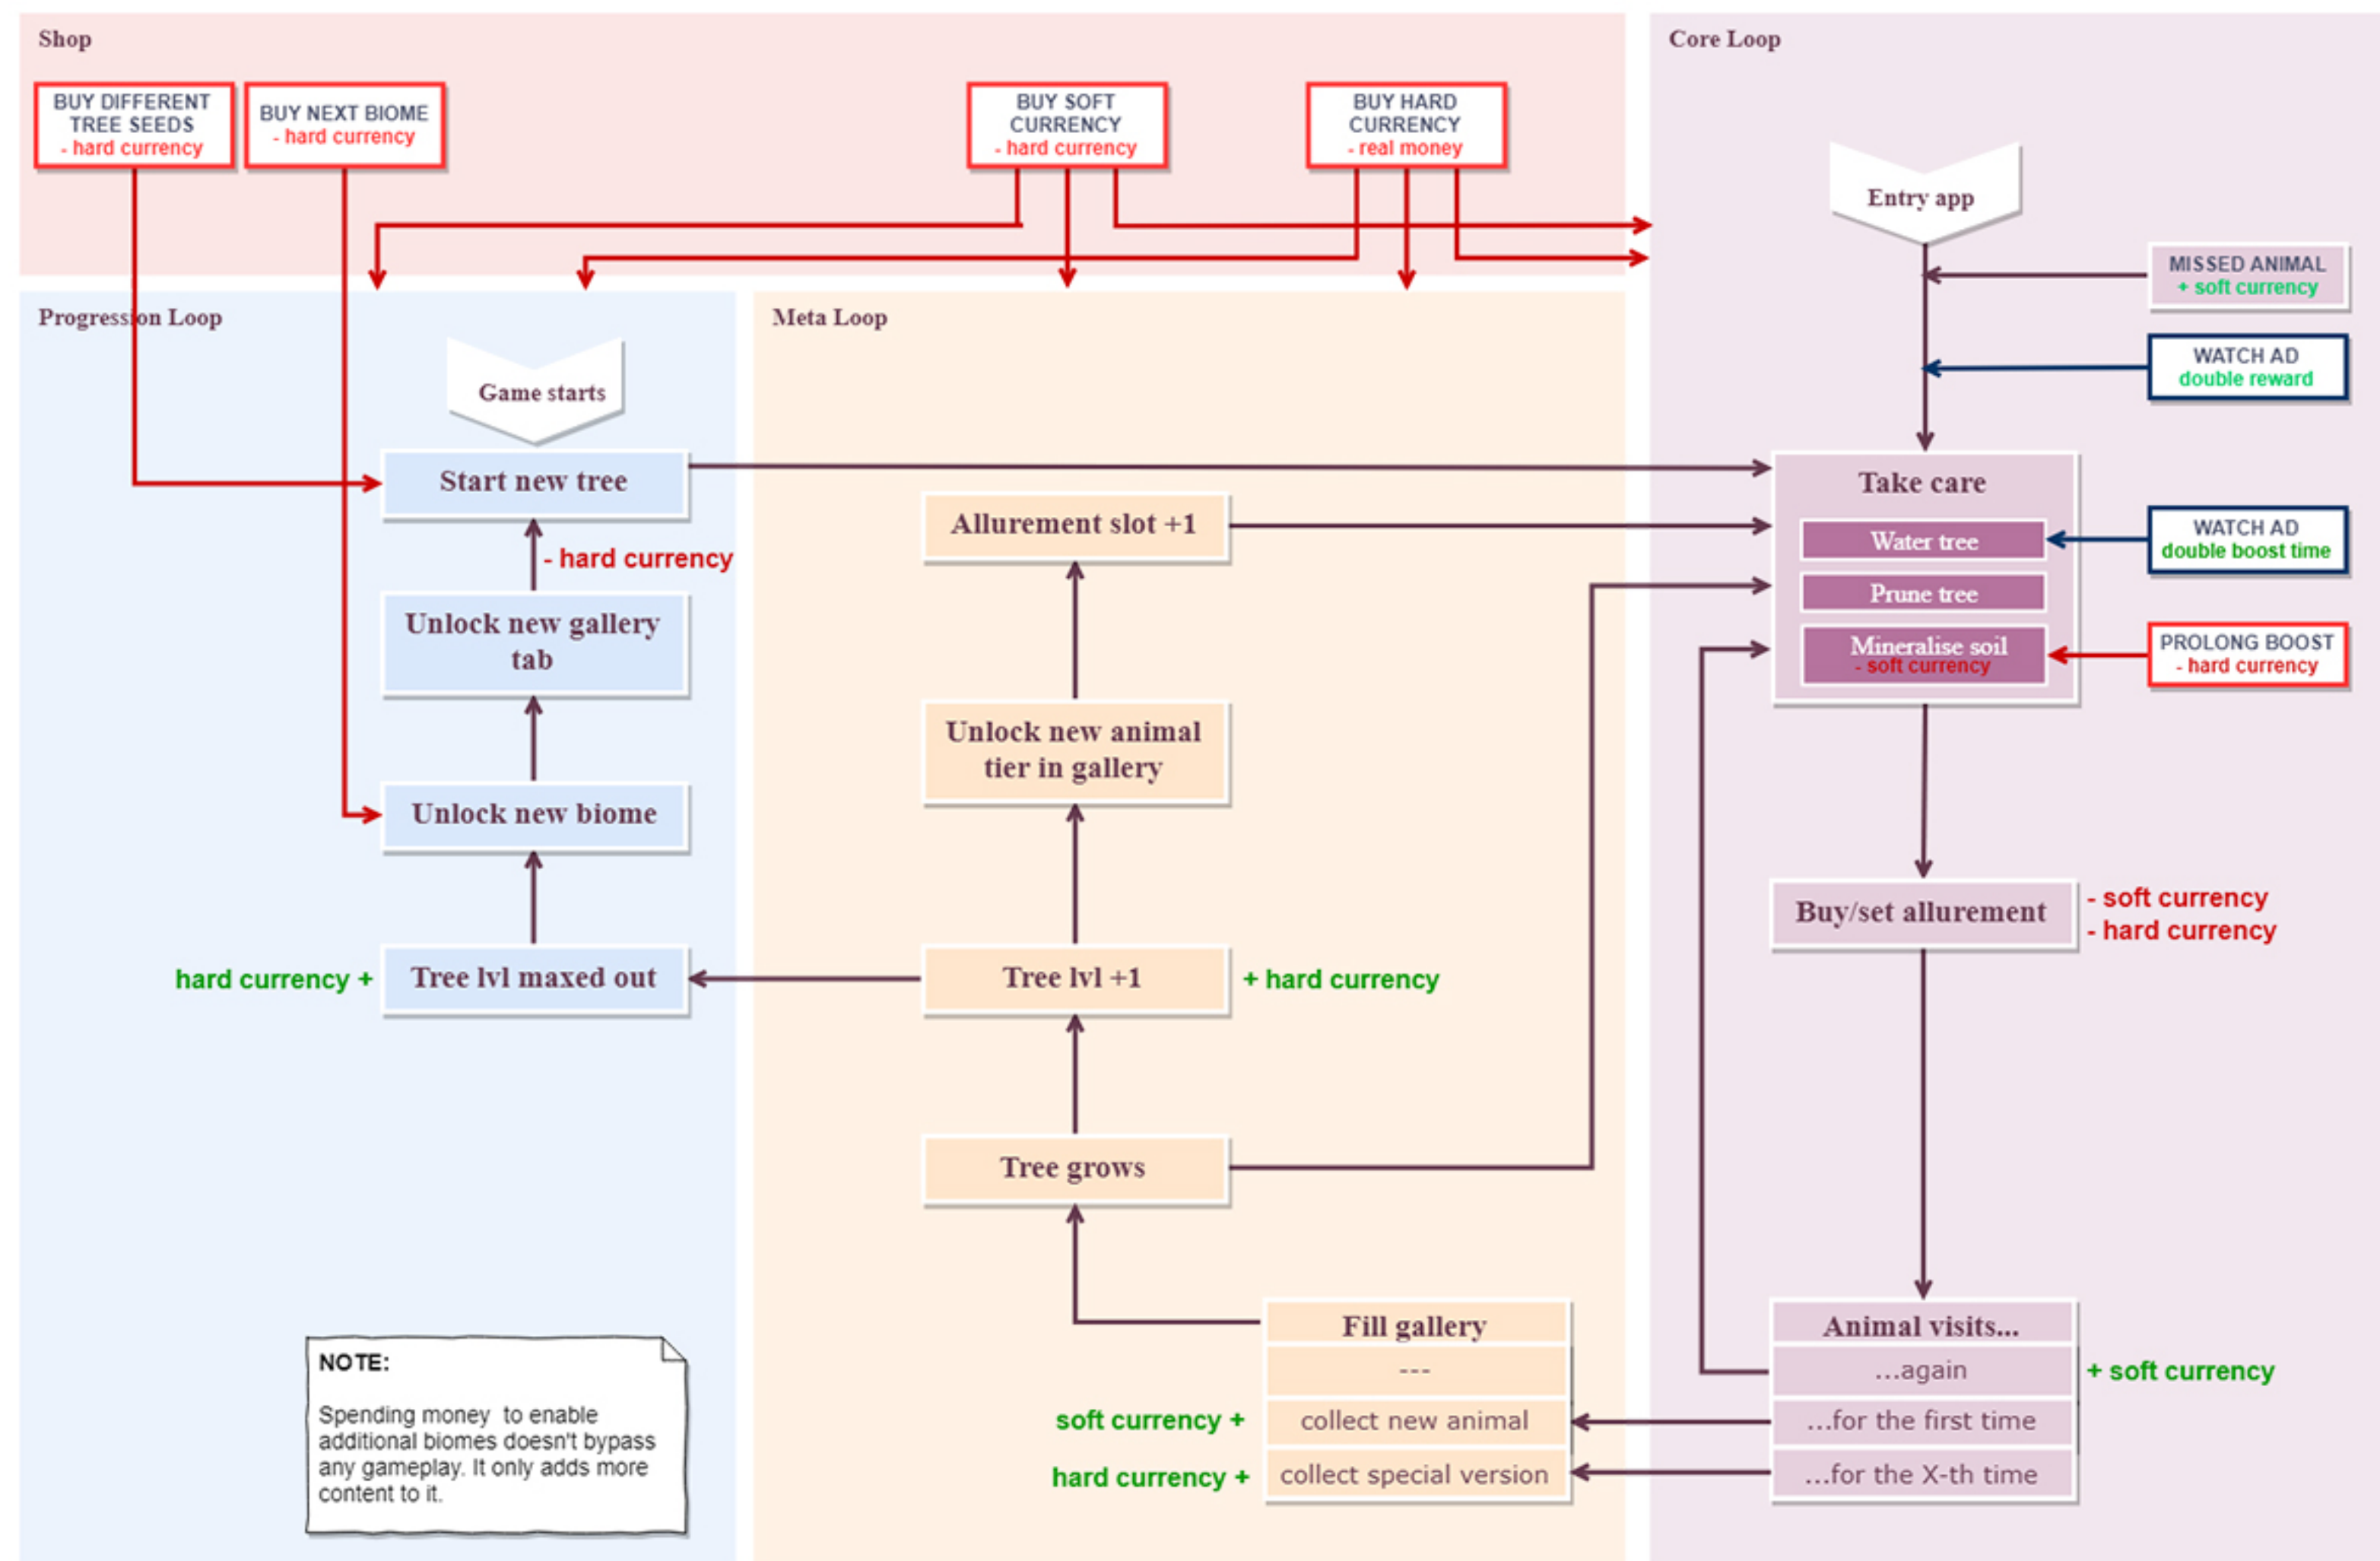 Shop
BUY DIFFERENT
TREE SEEDS
- hard currency
BUY NEXT BIOME
- hard currency
BUY SOFT
CURRENCY
- hard currency
BUY HARD
CURRENCY
- real money
Progression Loop
Game starts
Start new tree
- hard currency
Unlock new gallery
tab
Unlock new biome
hard currency +
Tree lvl maxed out
NOTE:
Spending money to enable
additional biomes doesn't bypass
any gameplay. It only adds more
content to it.
Meta Loop
Allurement slot +1
Unlock new animal
tier in gallery
Tree lvl +1
+ hard currency
Tree grows
Fill gallery
---
soft currency +
collect new animal
hard currency +
collect special version
Core Loop
Entry app
MISSED ANIMAL
+ soft currency
WATCH AD
double reward
Take care
Water tree
WATCH AD
double boost time
Prune tree
Mineralise soil
- soft currency
PROLONG BOOST
- hard currency
Buy/set allurement
- soft currency
- hard currency
Animal visits...
...again
+ soft currency
...for the first time
...for the X-th time